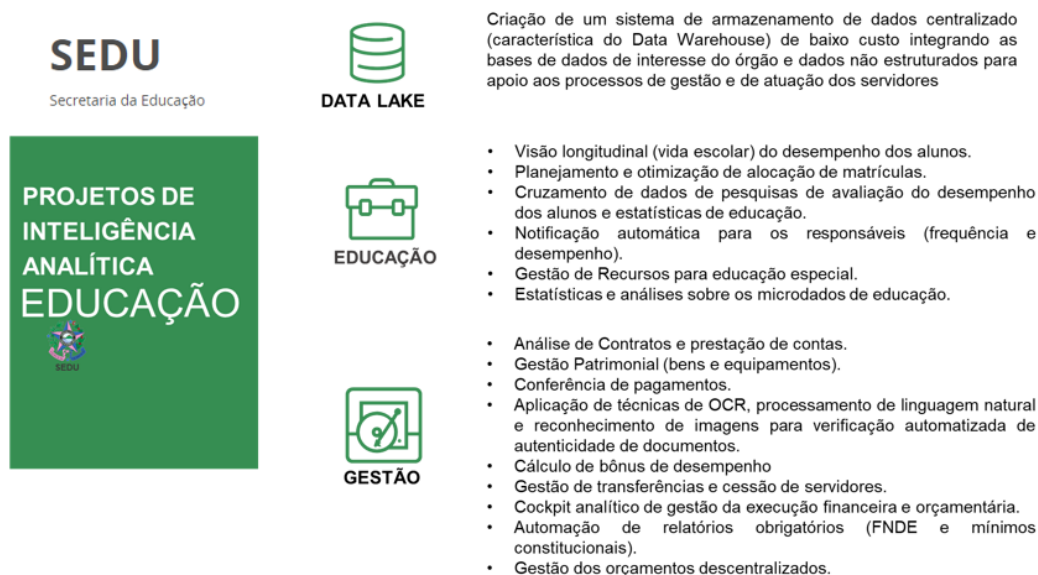 SEDU
Secretaria da Educação
PROJETOS DE
INTELIGÊNCIA
ANALÍTICA
EDUCAÇÃO
SEDU
DATA LAKE
Criação de um sistema de armazenamento de dados centralizado
(característica do Data Warehouse) de baixo custo integrando as
bases de dados de interesse do órgão e dados não estruturados para
apoio aos processos de gestão e de atuação dos servidores
EDUCAÇÃO
• Visão longitudinal (vida escolar) do desempenho dos alunos.
• Planejamento e otimização de alocação de matrículas.
• Cruzamento de dados de pesquisas de avaliação do desempenho
dos alunos e estatísticas de educação.
• Notificação automática para os responsáveis (frequência e
desempenho).
• Gestão de Recursos para educação especial.
• Estatísticas e análises sobre os microdados de educação.
GESTÃO
• Análise de Contratos e prestação de contas.
• Gestão Patrimonial (bens e equipamentos).
• Conferência de pagamentos.
• Aplicação de técnicas de OCR, processamento de linguagem natural
e reconhecimento de imagens para verificação automatizada de
autenticidade de documentos.
• Cálculo de bônus de desempenho
• Gestão de transferências e cessão de servidores.
• Cockpit analítico de gestão da execução financeira e orçamentária.
• Automação de relatórios obrigatórios (FNDE e mínimos
constitucionais).
• Gestão dos orçamentos descentralizados.